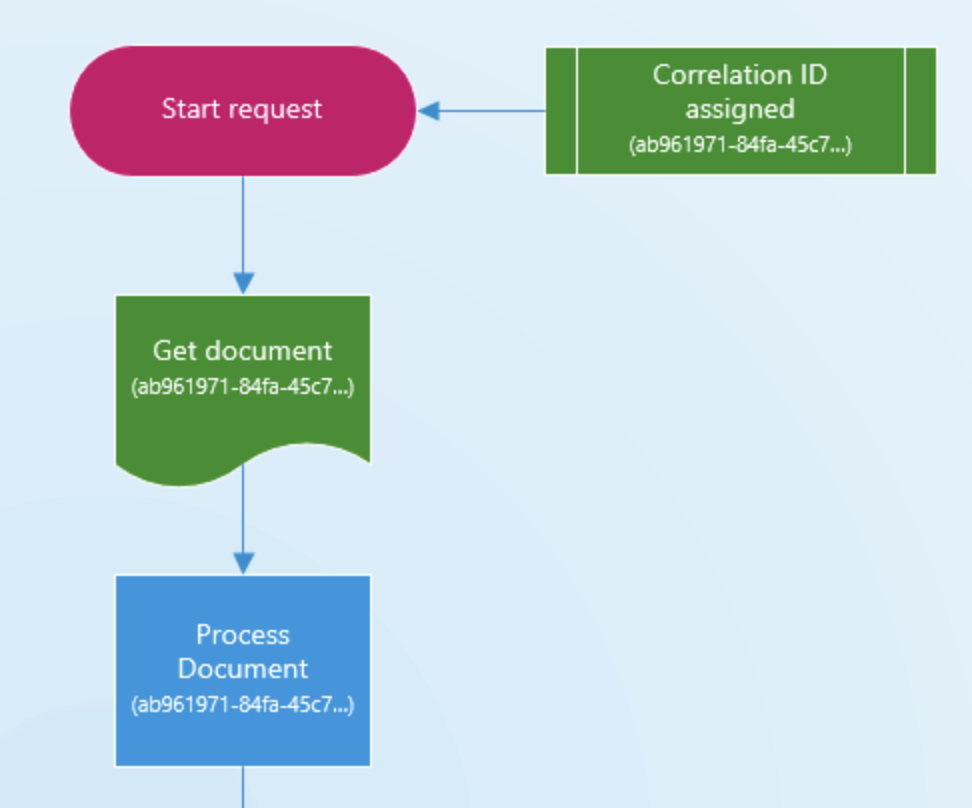 Start request
Correlation ID
assigned
(ab961971-84fa-45c7...)
Get document
(ab961971-84fa-45c7...)
Process
Document
(ab961971-84fa-45c7...)